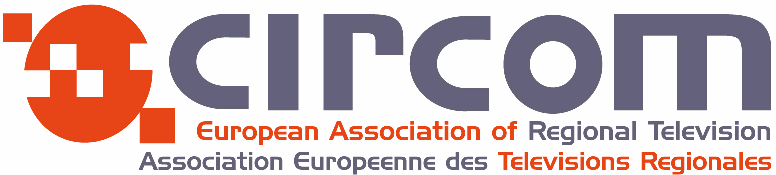 circom
European Association of Regional Television
Association Europeenne des Televisions Regionales